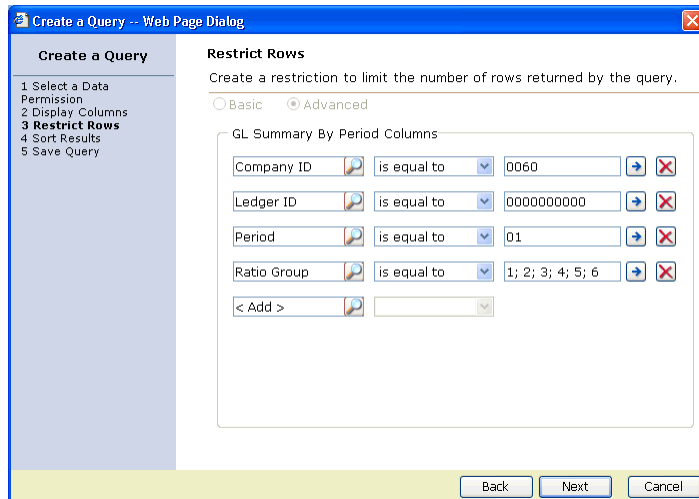 Create a Query -- Web Page Dialog
Create a Query
1 Select a Data
Permission
2 Display Columns
3 Restrict Rows
4 Sort Results
5 Save Query
Restrict Rows
Create a restriction to limit the number of rows returned by the query.
Basic Advanced
GL Summary By Period Columns
Company ID is equal to 0060
Ledger ID is equal to 0000000000
Period is equal to 01
Ratio Group is equal to 1; 2; 3; 4; 5; 6
< Add >
Back Next Cancel